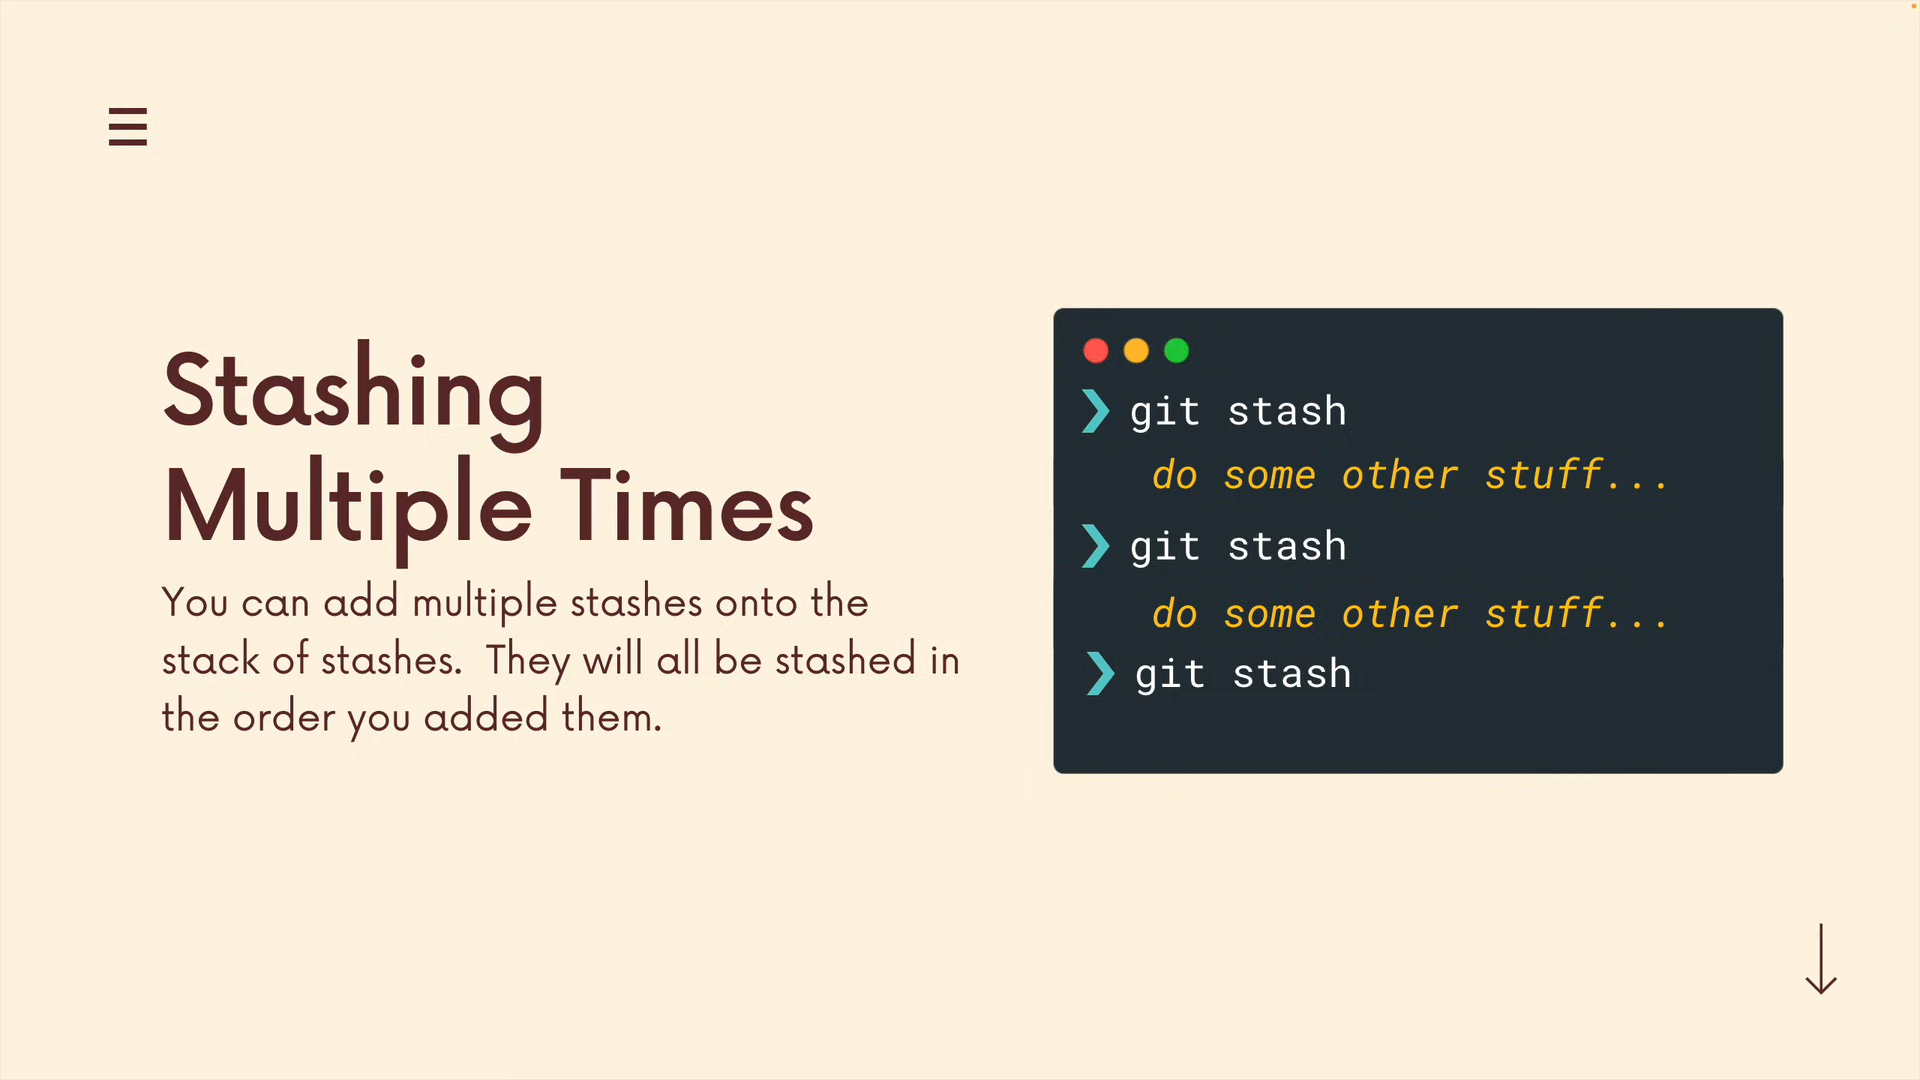 Stashing
Multiple Times
You can add multiple stashes onto the
stack of stashes.  They will all be stashed in
the order you added them.
❯ git stash
do some other stuff...
❯ git stash
do some other stuff...
❯ git stash